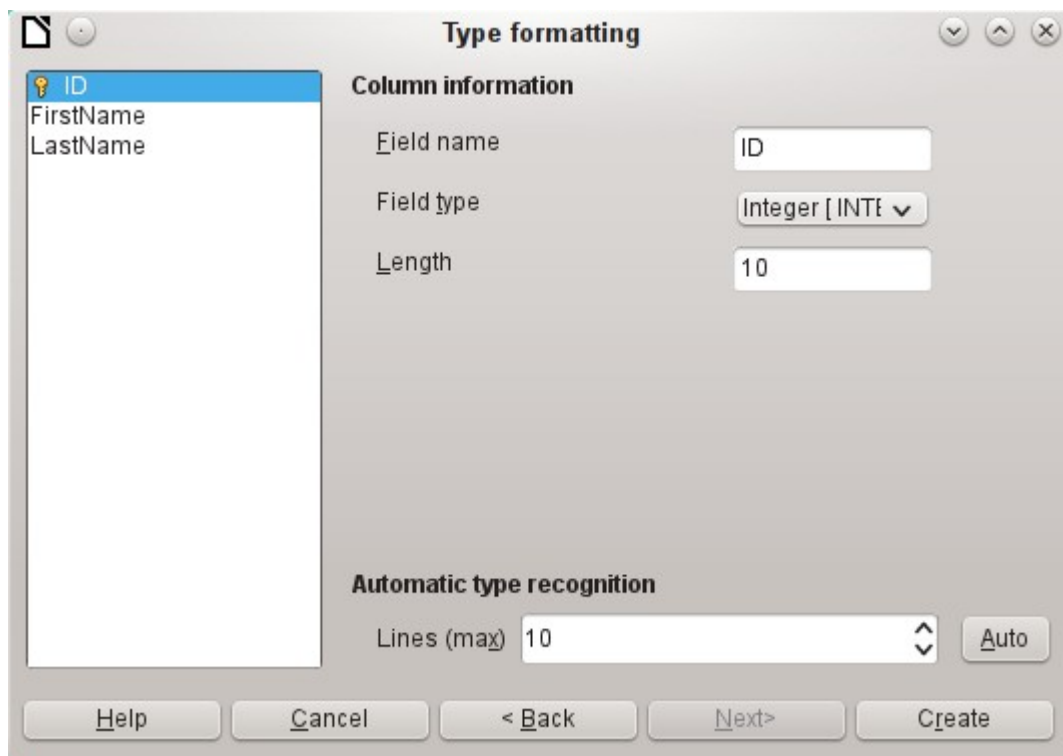 Type formatting
ID
FirstName
LastName
Column information
Field name
ID
Field type
Integer [ INTE
Length
10
Automatic type recognition
Lines (max)
10
Auto
Help
Cancel
< Back
Next>
Create